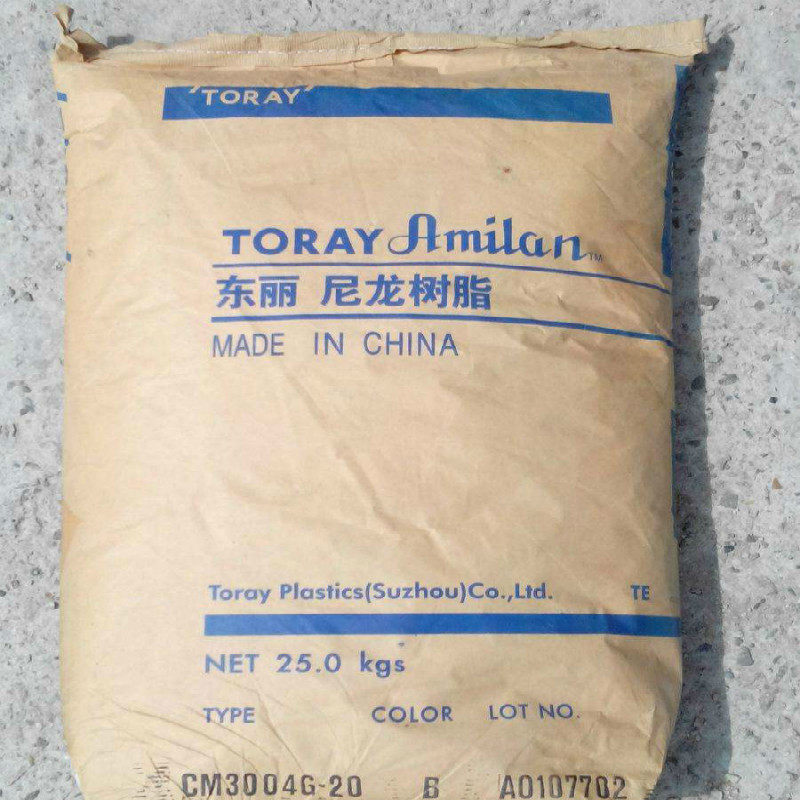 'TORAY'
TORAY Amilan™
东丽 尼龙树脂
MADE IN CHINA
Toray Plastics(Suzhou)Co.,Ltd. TE
NET 25.0 kgs
TYPE COLOR LOT NO.
CM3004G-20 B A0107702